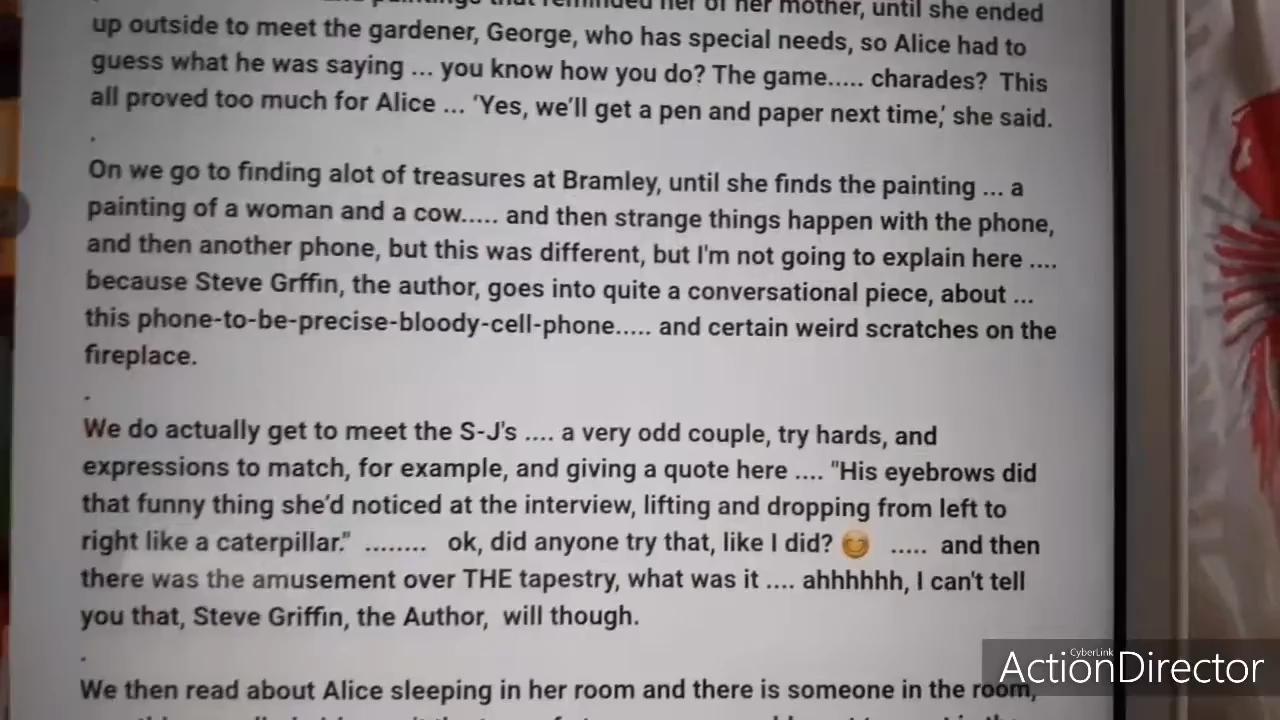 paintings that reminded her of her mother, until she ended
up outside to meet the gardener, George, who has special needs, so Alice had to
guess what he was saying ... you know how you do? The game..... charades?  This
all proved too much for Alice ... ‘Yes, we’ll get a pen and paper next time,’ she said.
.
On we go to finding alot of treasures at Bramley, until she finds the painting ... a
painting of a woman and a cow..... and then strange things happen with the phone,
and then another phone, but this was different, but I'm not going to explain here ....
because Steve Grffin, the author, goes into quite a conversational piece, about ...
this phone-to-be-precise-bloody-cell-phone..... and certain weird scratches on the
fireplace.
.
We do actually get to meet the S-J's .... a very odd couple, try hards, and
expressions to match, for example, and giving a quote here .... "His eyebrows did
that funny thing she’d noticed at the interview, lifting and dropping from left to
right like a caterpillar."  ........   ok, did anyone try that, like I did? 😊  .....  and then
there was the amusement over THE tapestry, what was it .... ahhhhhh, I can't tell
you that, Steve Griffin, the Author,  will though.
.
We then read about Alice sleeping in her room and there is someone in the room,
CyberLink
ActionDirector